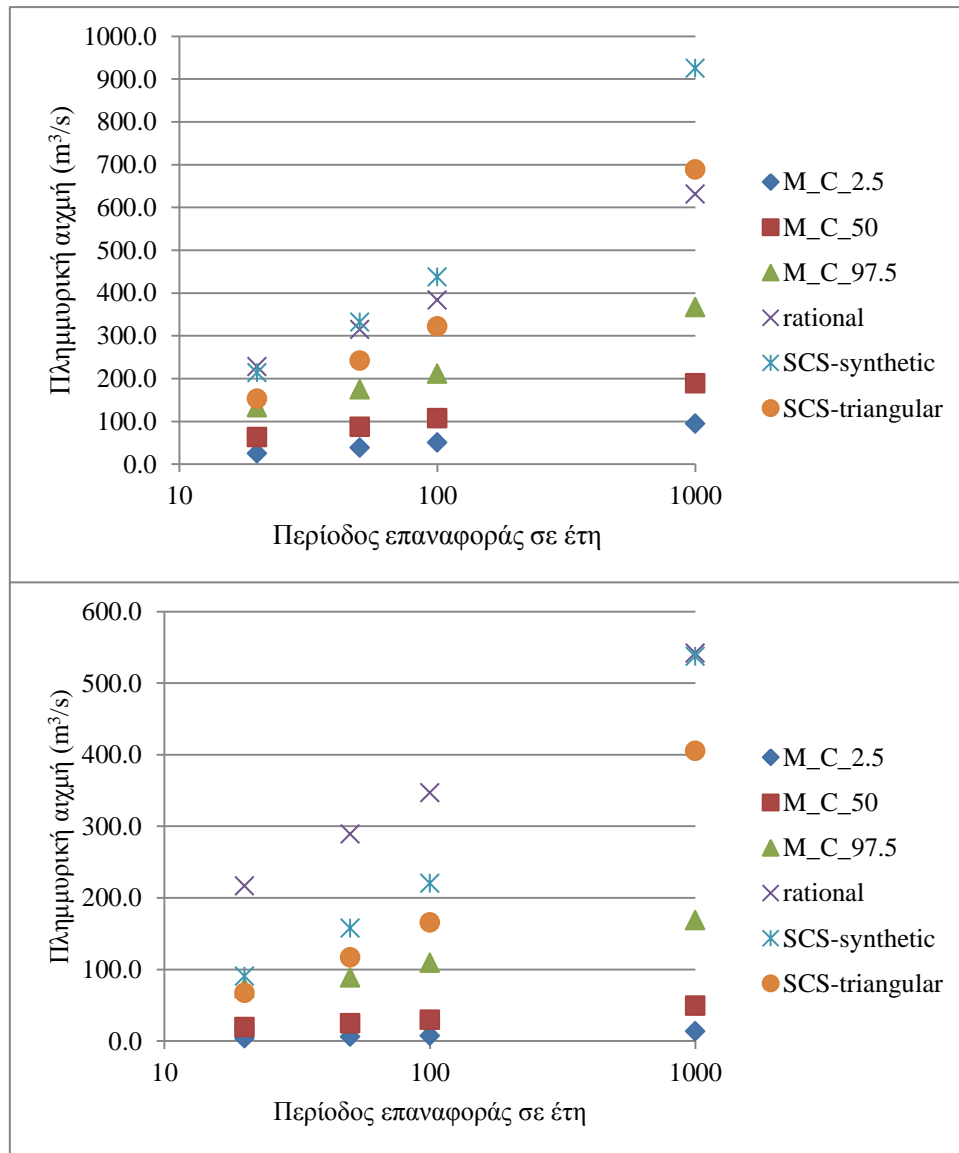 1000.0
900.0
800.0
700.0
600.0
500.0
400.0
300.0
200.0
100.0
0.0
10
100
1000
Πλημμυρική αιχμή (m³/s)
Περίοδος επαναφοράς σε έτη
M_C_2.5
M_C_50
M_C_97.5
rational
SCS-synthetic
SCS-triangular
600.0
500.0
400.0
300.0
200.0
100.0
0.0
10
100
1000
Πλημμυρική αιχμή (m³/s)
Περίοδος επαναφοράς σε έτη
M_C_2.5
M_C_50
M_C_97.5
rational
SCS-synthetic
SCS-triangular